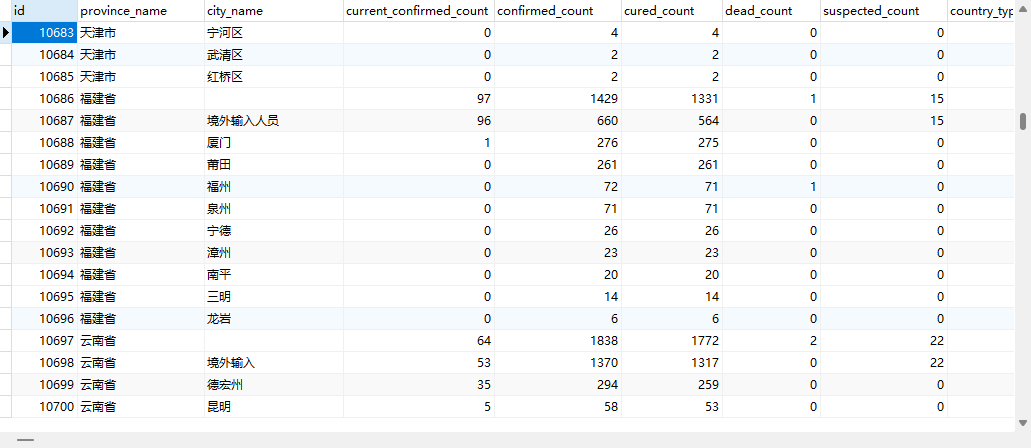 id province_name city_name current_confirmed_count confirmed_count cured_count dead_count suspected_count country_typ
10683 天津市 宁河区 0 4 4 0 0
10684 天津市 武清区 0 2 2 0 0
10685 天津市 红桥区 0 2 2 0 0
10686 福建省 97 1429 1331 1 15
10687 福建省 境外输入人员 96 660 564 0 15
10688 福建省 厦门 1 276 275 0 0
10689 福建省 莆田 0 261 261 0 0
10690 福建省 福州 0 72 71 1 0
10691 福建省 泉州 0 71 71 0 0
10692 福建省 宁德 0 26 26 0 0
10693 福建省 漳州 0 23 23 0 0
10694 福建省 南平 0 20 20 0 0
10695 福建省 三明 0 14 14 0 0
10696 福建省 龙岩 0 6 6 0 0
10697 云南省 64 1838 1772 2 22
10698 云南省 境外输入 53 1370 1317 0 22
10699 云南省 德宏州 35 294 259 0 0
10700 云南省 昆明 5 58 53 0 0